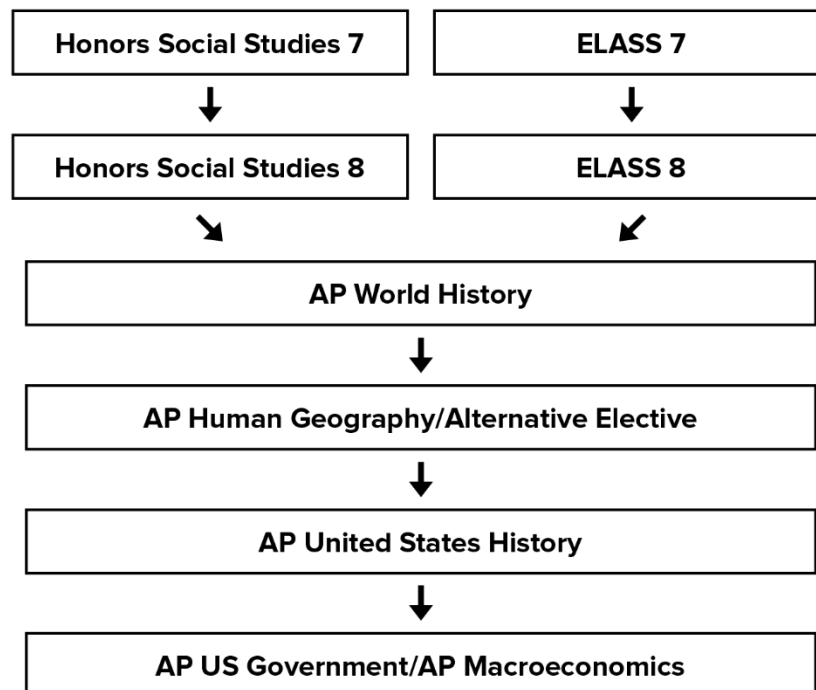 Honors Social Studies 7
ELASS 7
Honors Social Studies 8
ELASS 8
AP World History
AP Human Geography/Alternative Elective
AP United States History
AP US Government/AP Macroeconomics